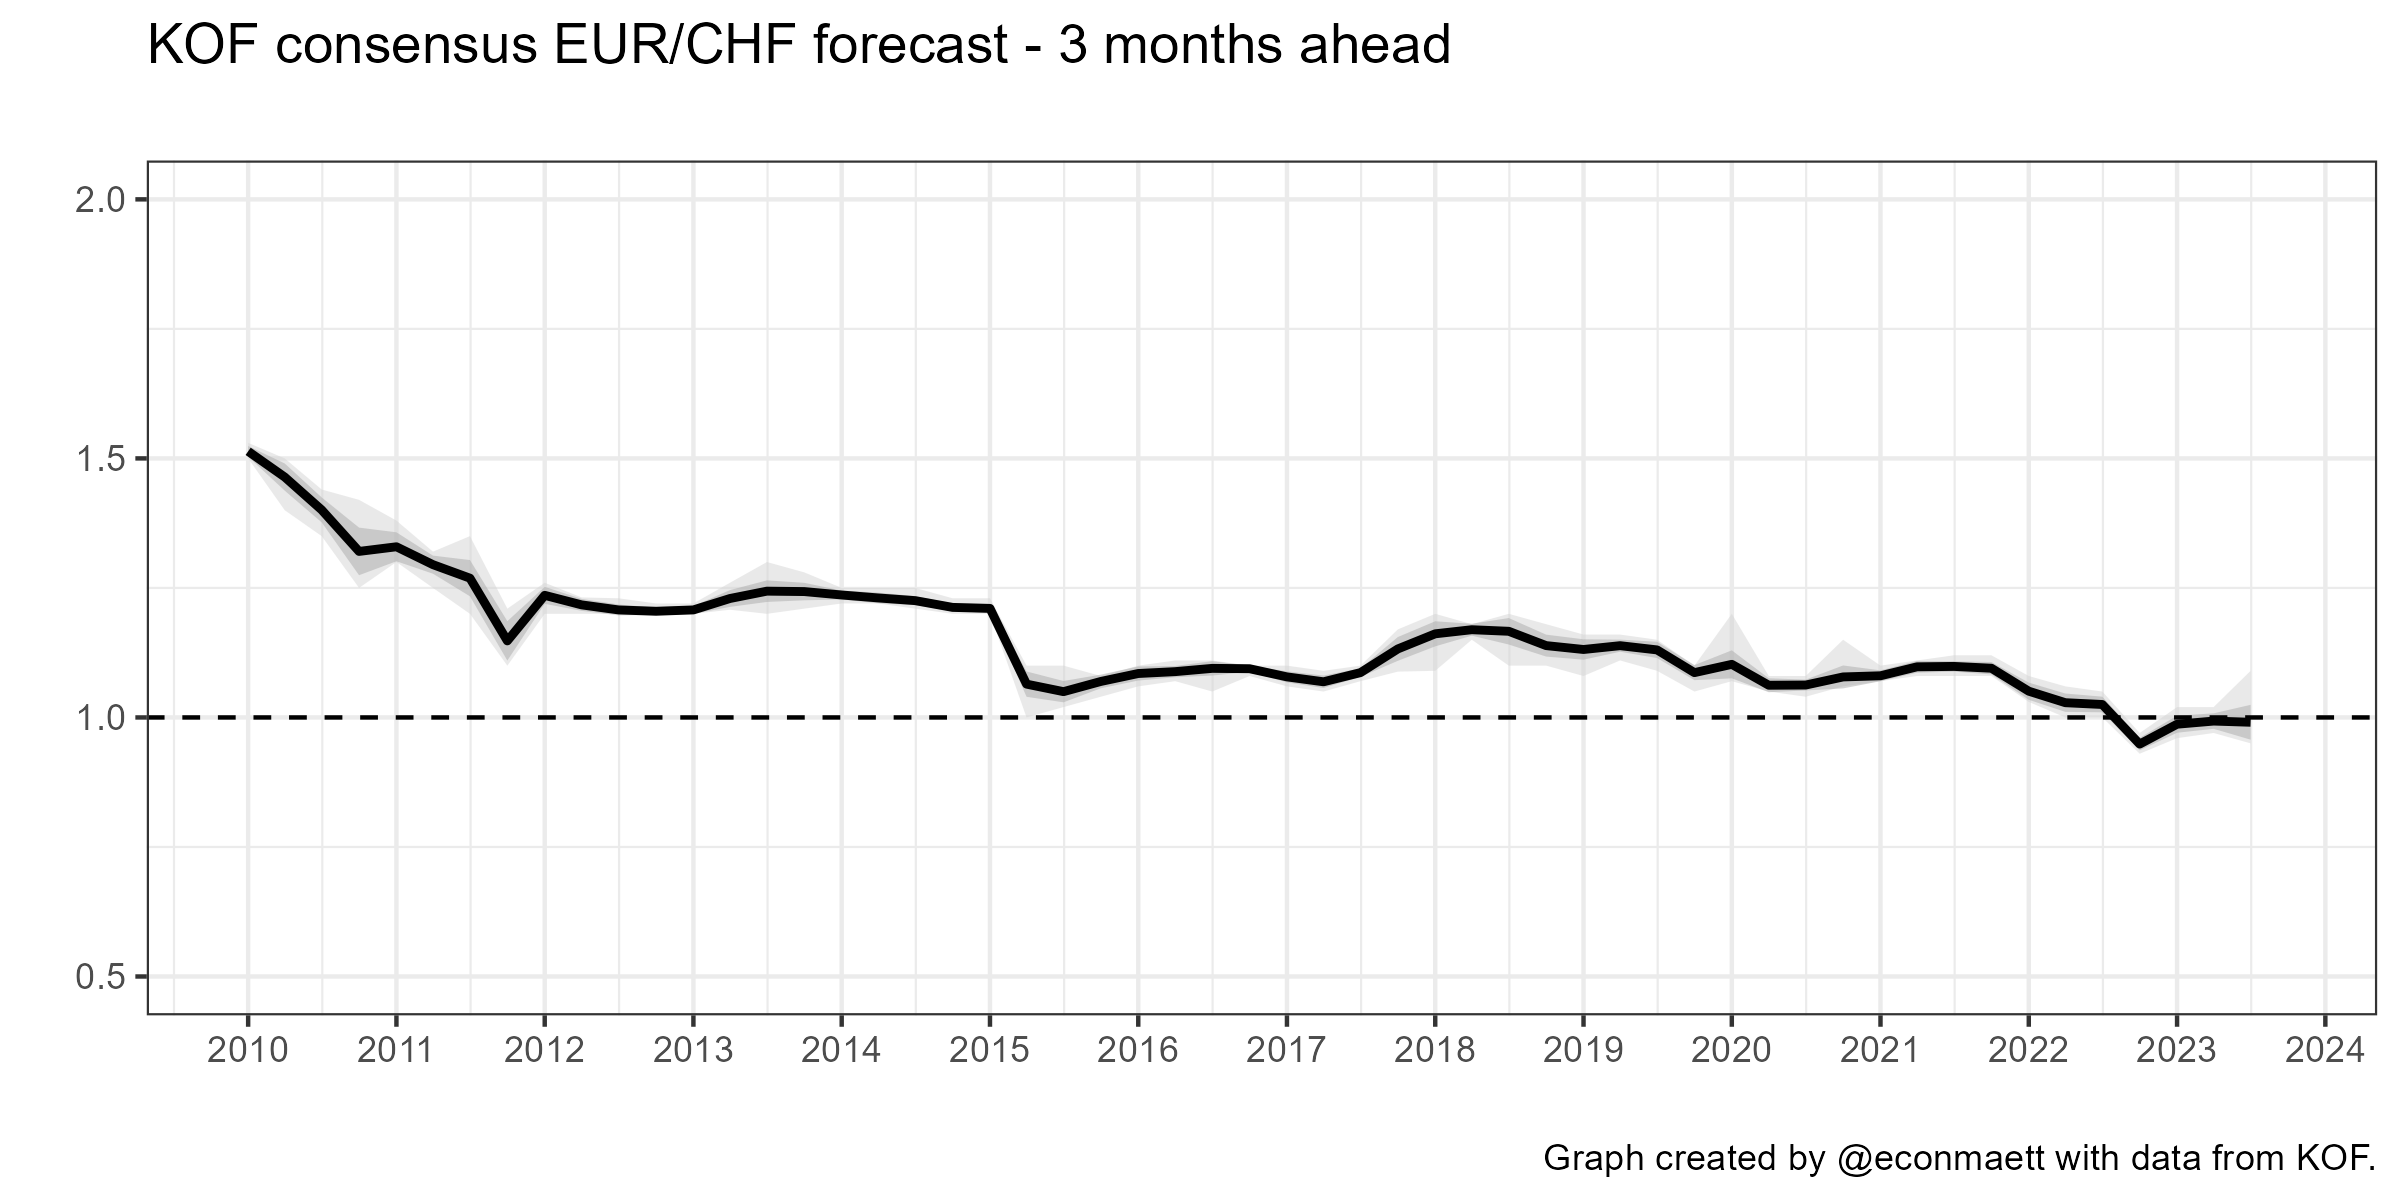 KOF consensus EUR/CHF forecast - 3 months ahead
2.0
1.5
1.0
0.5
2010 2011 2012 2013 2014 2015 2016 2017 2018 2019 2020 2021 2022 2023 2024
Graph created by @econmaett with data from KOF.